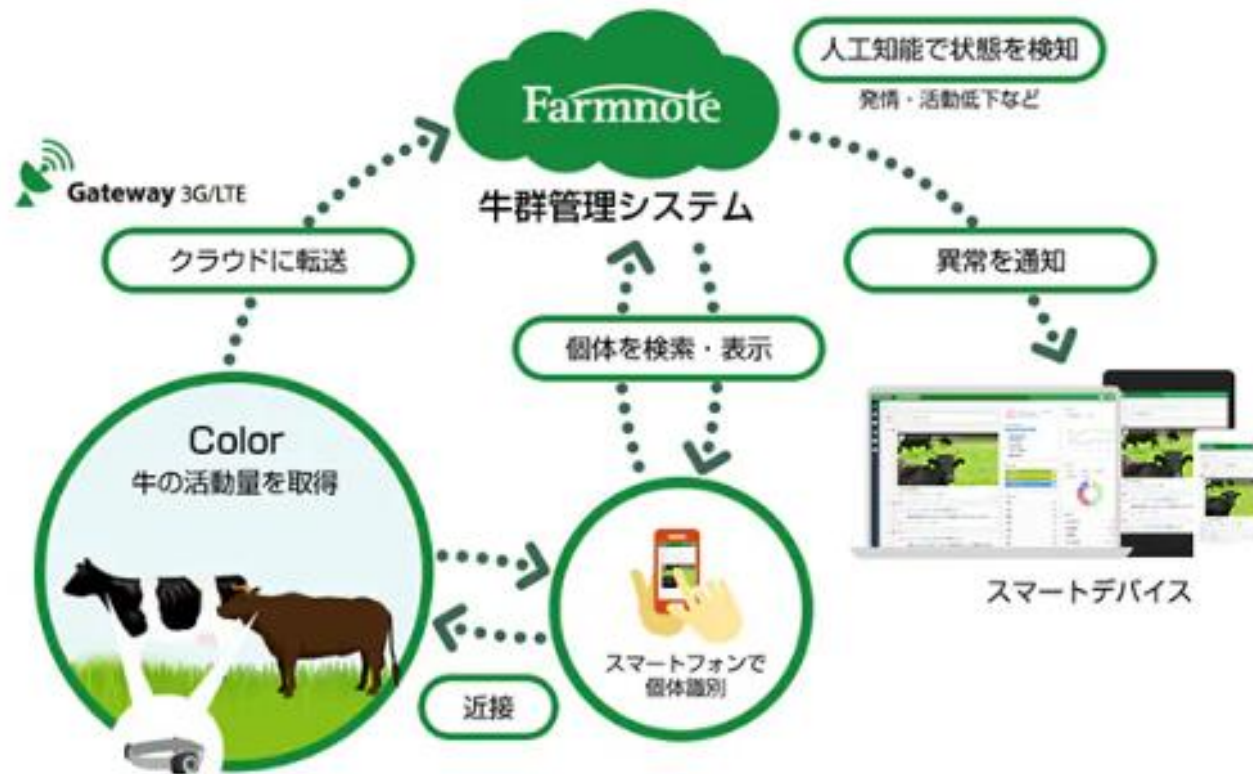 人工知能で状態を検知
発情・活動低下など
Farmnote
牛群管理システム
Gateway 3G/LTE
クラウドに転送
異常を通知
個体を検索・表示
Color
牛の活動量を取得
スマートデバイス
スマートフォンで
個体識別
近接